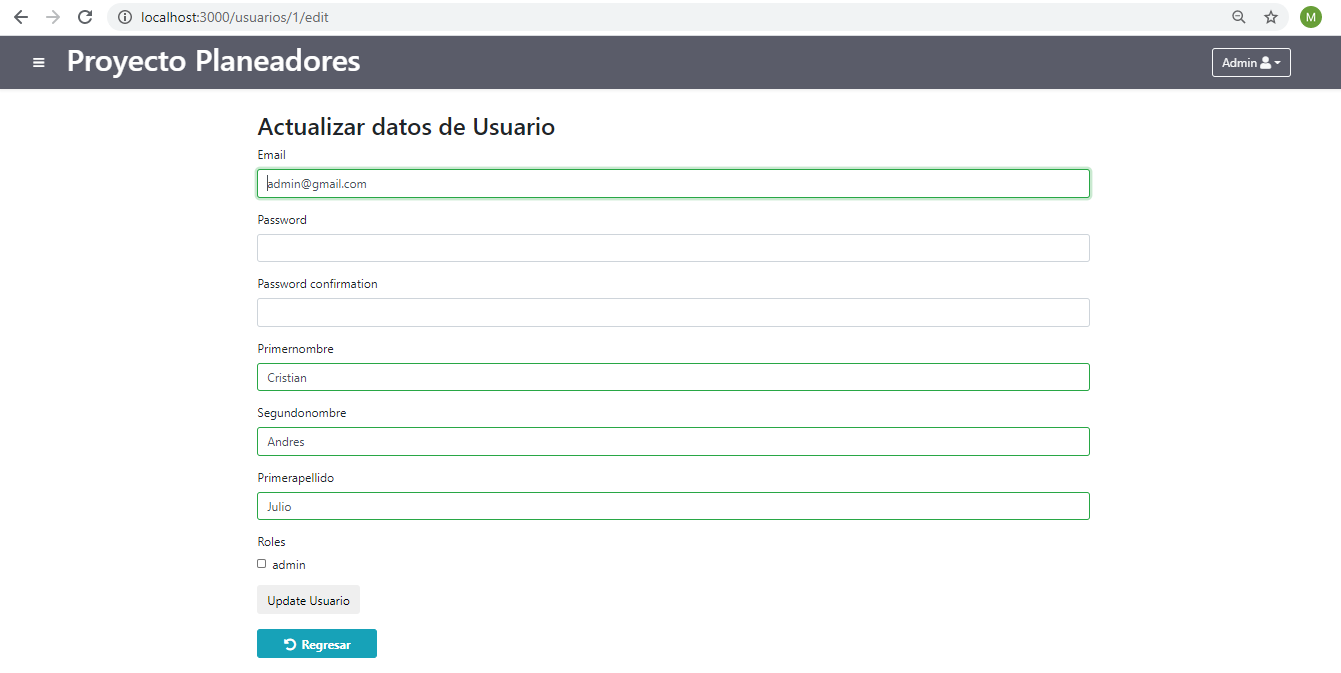 localhost:3000/usuarios/1/edit
M
Proyecto Planeadores
Admin
Actualizar datos de Usuario
Email
admin@gmail.com
Password
Password confirmation
Primernombre
Cristian
Segundonombre
Andres
Primerapellido
Julio
Roles
admin
Update Usuario
Regresar